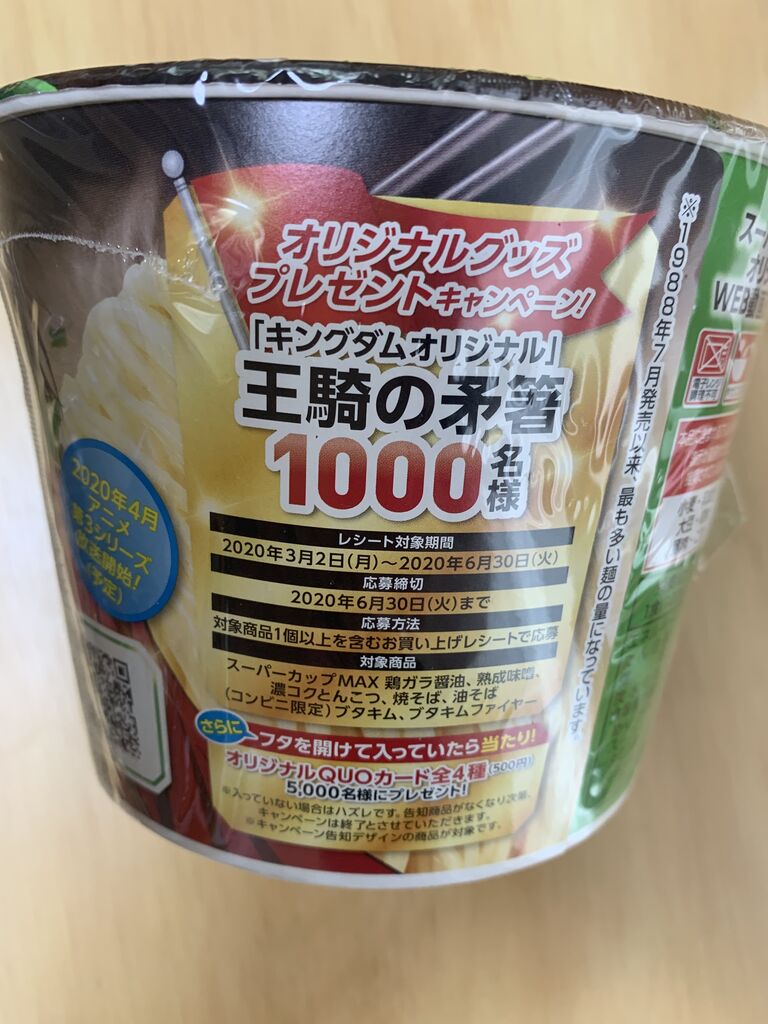 オリジナルグッズ
プレゼントキャンペーン!
「キングダムオリジナル」
王騎の矛箸
1000名様
2020年4月
アニメ
第3シリーズ
放送開始!
(予定)
レシート対象期間
2020年3月2日(月)～2020年6月30日(火)
応募締切
2020年6月30日(火)まで
応募方法
対象商品1個以上を含むお買い上げレシートで応募
対象商品
スーパーカップMAX 鶏ガラ醤油、熟成味噌、
濃コクとんこつ、焼そば、油そば
(コンビニ限定)ブタキム、ブタキムファイヤー
さらに
フタを開けて入っていたら当たり!
オリジナルQUOカード全4種(500円)
5,000名様にプレゼント!
※入っていない場合はハズレです。告知商品がなくなり次第、
キャンペーンは終了とさせていただきます。
※キャンペーン告知デザインの商品が対象です。
※1988年7月発売以来、最も多い麺の量になっています。
スー
オリ
WEB
電子レンジ
調理不可